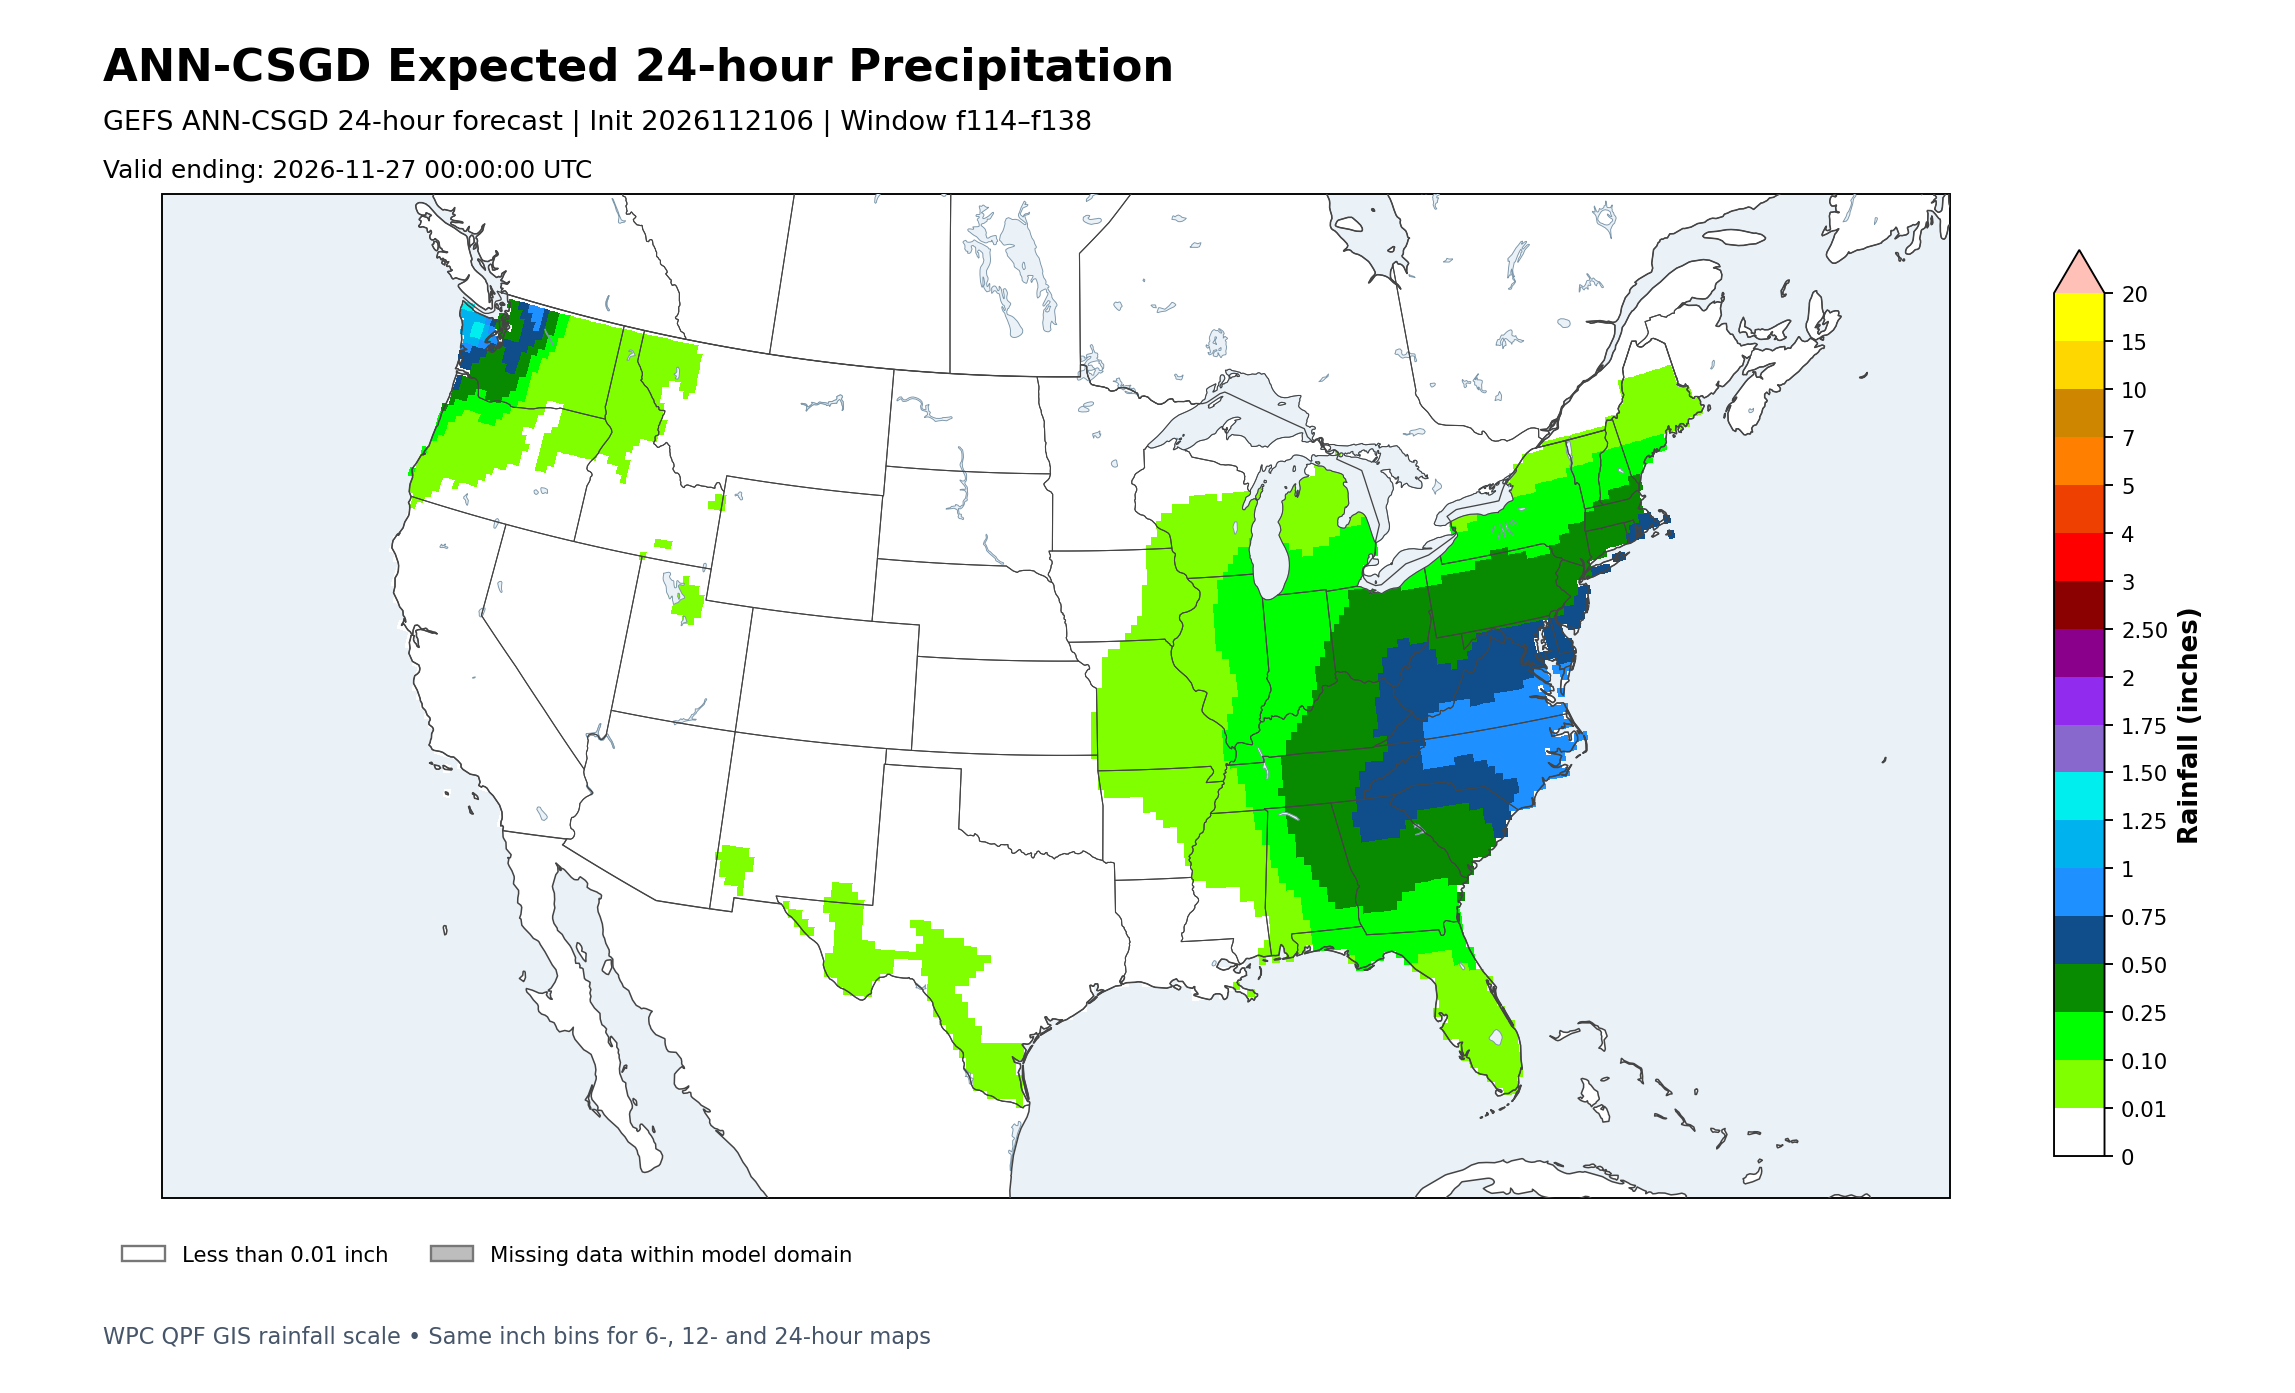 ANN-CSGD Expected 24-hour Precipitation
GEFS ANN-CSGD 24-hour forecast | Init 2026112106 | Window f114–f138
Valid ending: 2026-11-27 00:00:00 UTC
20
15
10
7
5
4
3
2.50
2
1.75
1.50
1.25
1
0.75
0.50
0.25
0.10
0.01
0
Rainfall (inches)
Less than 0.01 inch
Missing data within model domain
WPC QPF GIS rainfall scale • Same inch bins for 6-, 12- and 24-hour maps